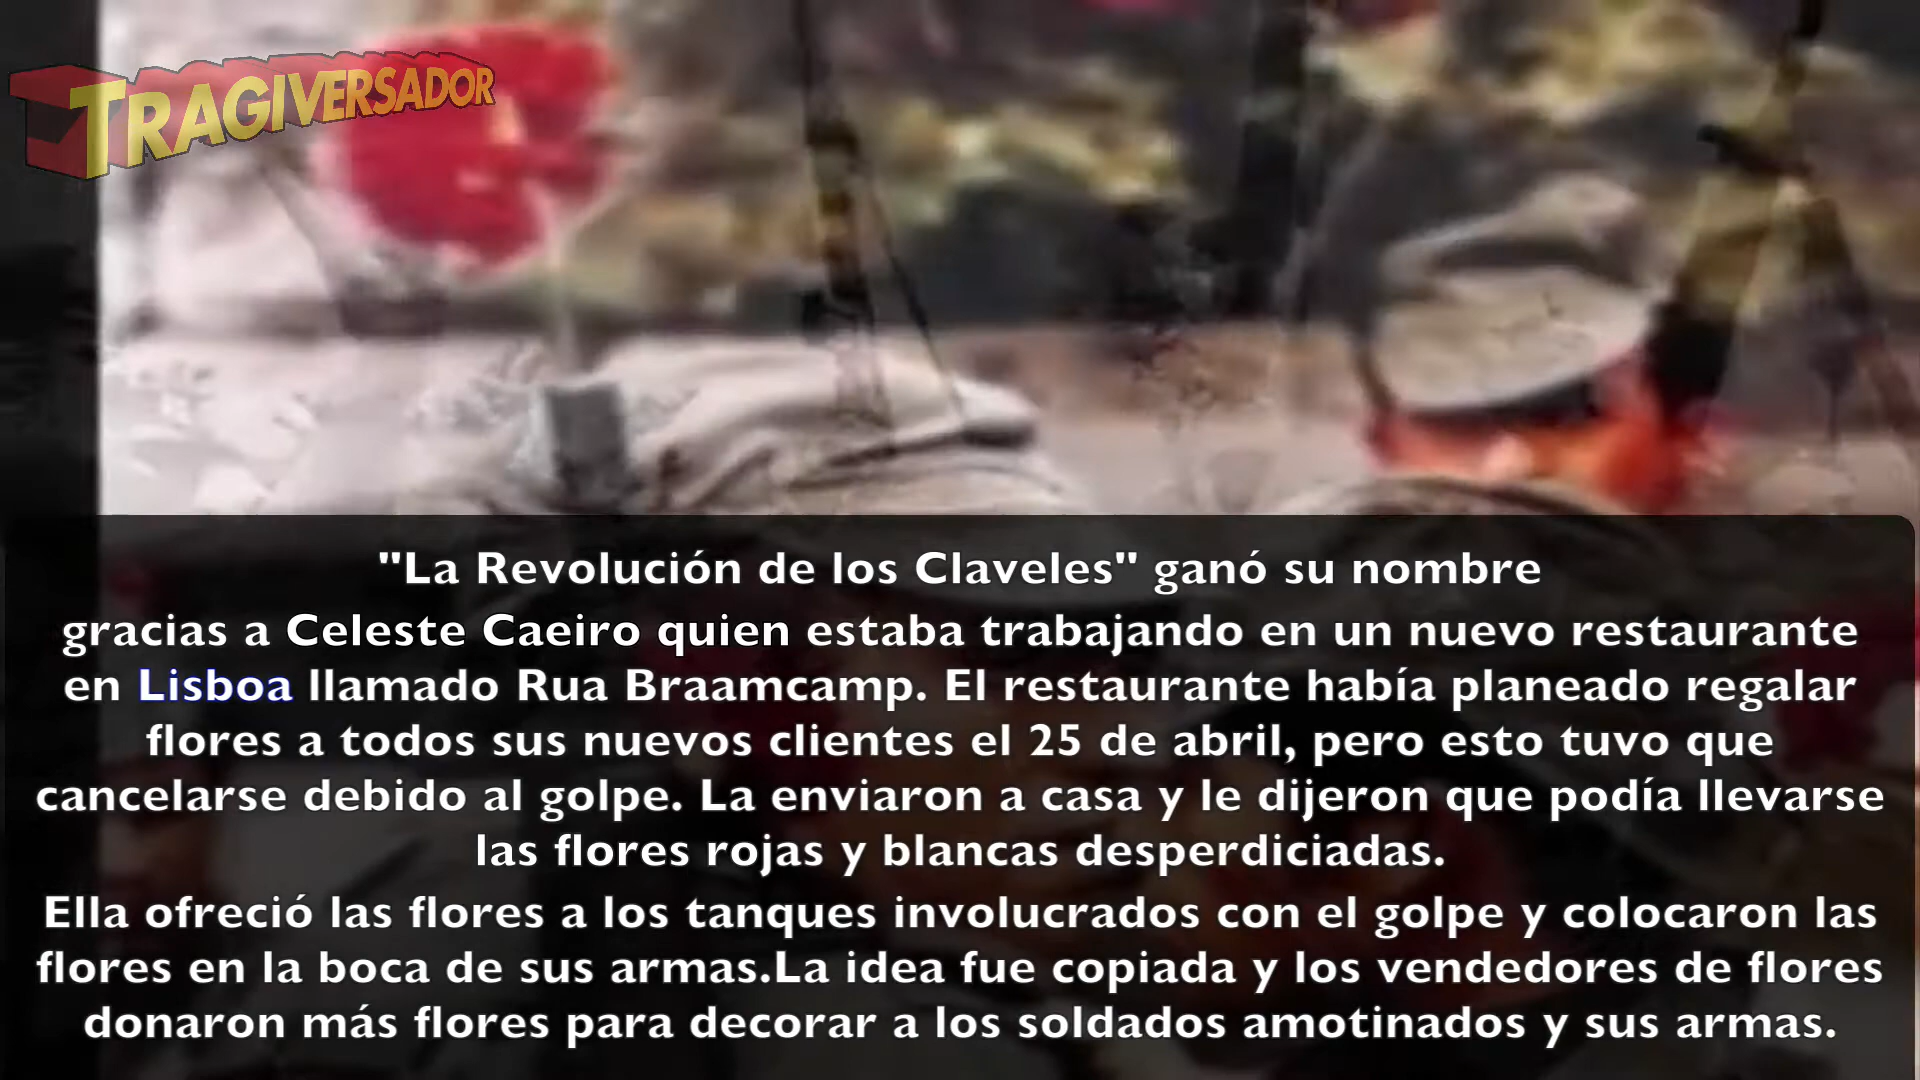 TRAGIVERSADOR
"La Revolución de los Claveles" ganó su nombre
gracias a Celeste Caeiro quien estaba trabajando en un nuevo restaurante
en Lisboa llamado Rua Braamcamp. El restaurante había planeado regalar
flores a todos sus nuevos clientes el 25 de abril, pero esto tuvo que
cancelarse debido al golpe. La enviaron a casa y le dijeron que podía llevarse
las flores rojas y blancas desperdiciadas.
Ella ofreció las flores a los tanques involucrados con el golpe y colocaron las
flores en la boca de sus armas.La idea fue copiada y los vendedores de flores
donaron más flores para decorar a los soldados amotinados y sus armas.